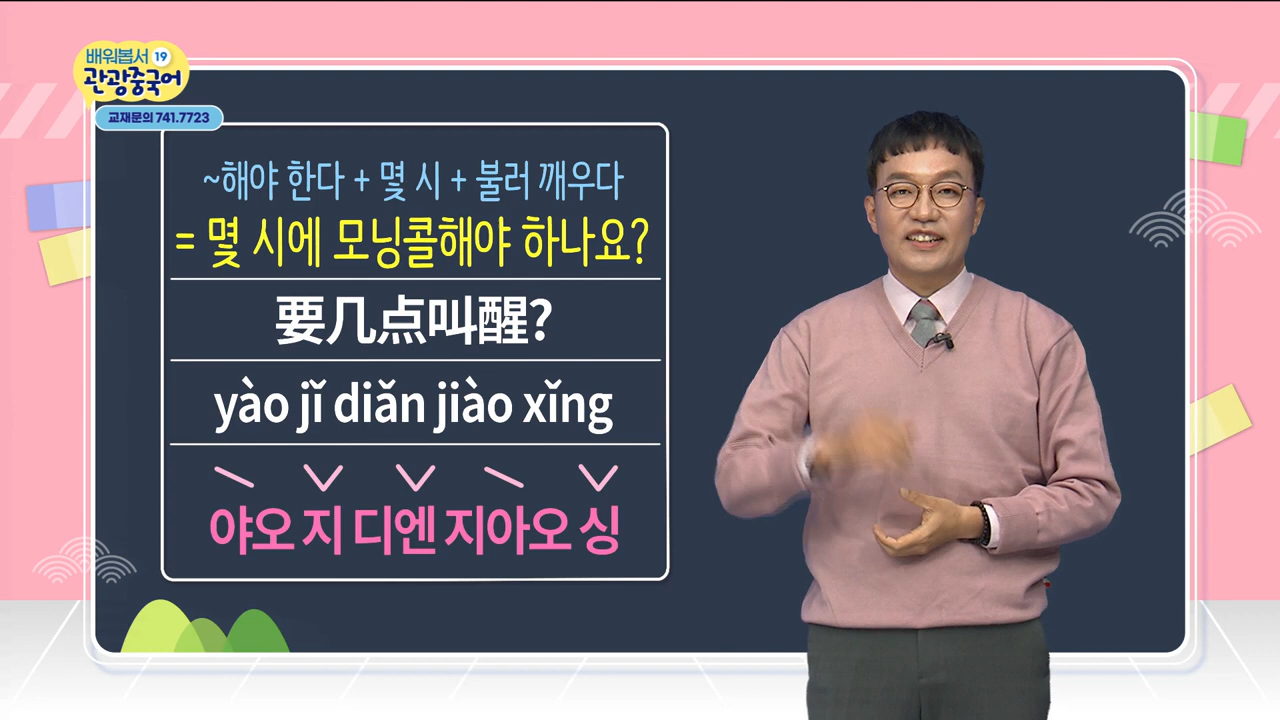 배워봅서 19
관광중국어
교재문의 741.7723
~해야 한다 + 몇 시 + 불러 깨우다
= 몇 시에 모닝콜해야 하나요?
要几点叫醒?
yào jǐ diǎn jiào xǐng
야오 지 디엔 지아오 싱